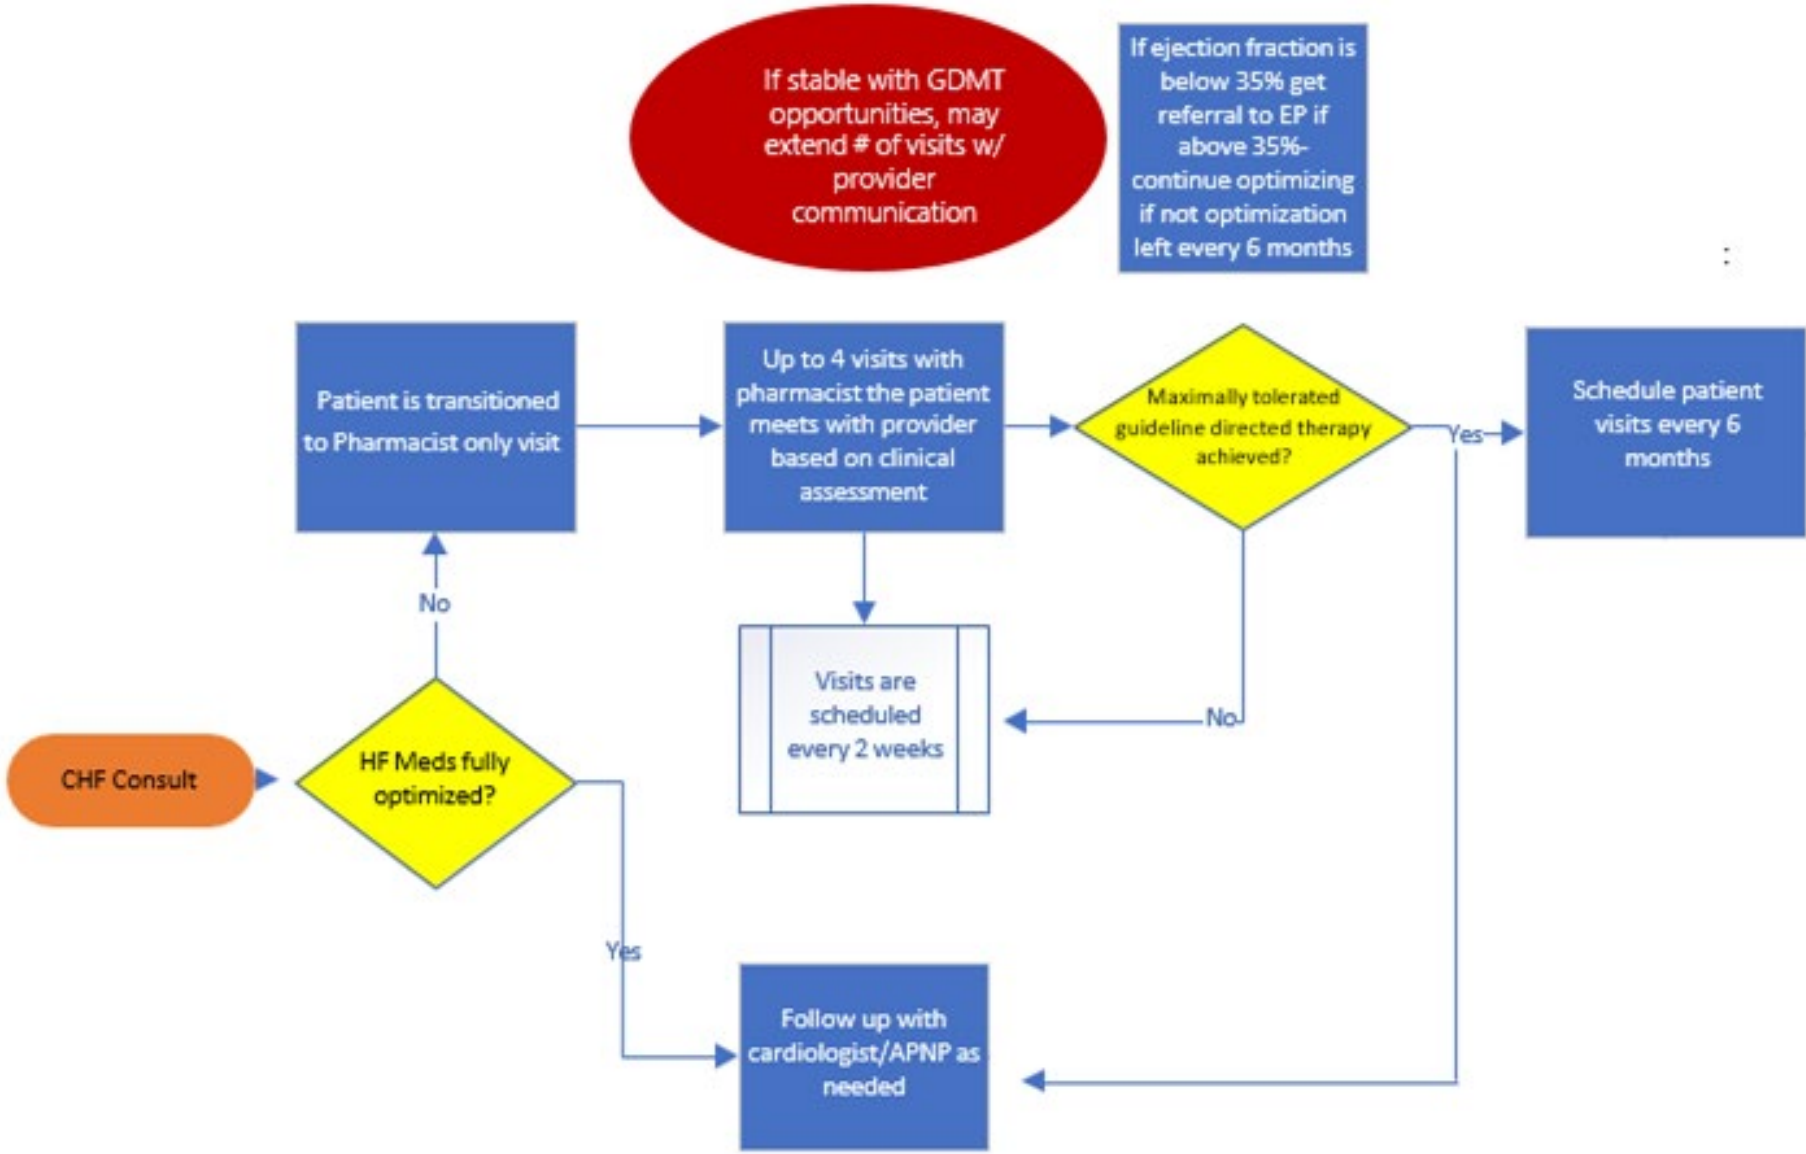 If stable with GDMT
opportunities, may
extend # of visits w/
provider
communication
If ejection fraction is
below 35% get
referral to EP if
above 35%-
continue optimizing
if not optimization
left every 6 months
:
Patient is transitioned
to Pharmacist only visit
Up to 4 visits with
pharmacist the patient
meets with provider
based on clinical
assessment
Maximally tolerated
guideline directed therapy
achieved?
Yes
Schedule patient
visits every 6
months
No
Visits are
scheduled
every 2 weeks
No
CHF Consult
HF Meds fully
optimized?
Yes
Follow up with
cardiologist/APNP as
needed